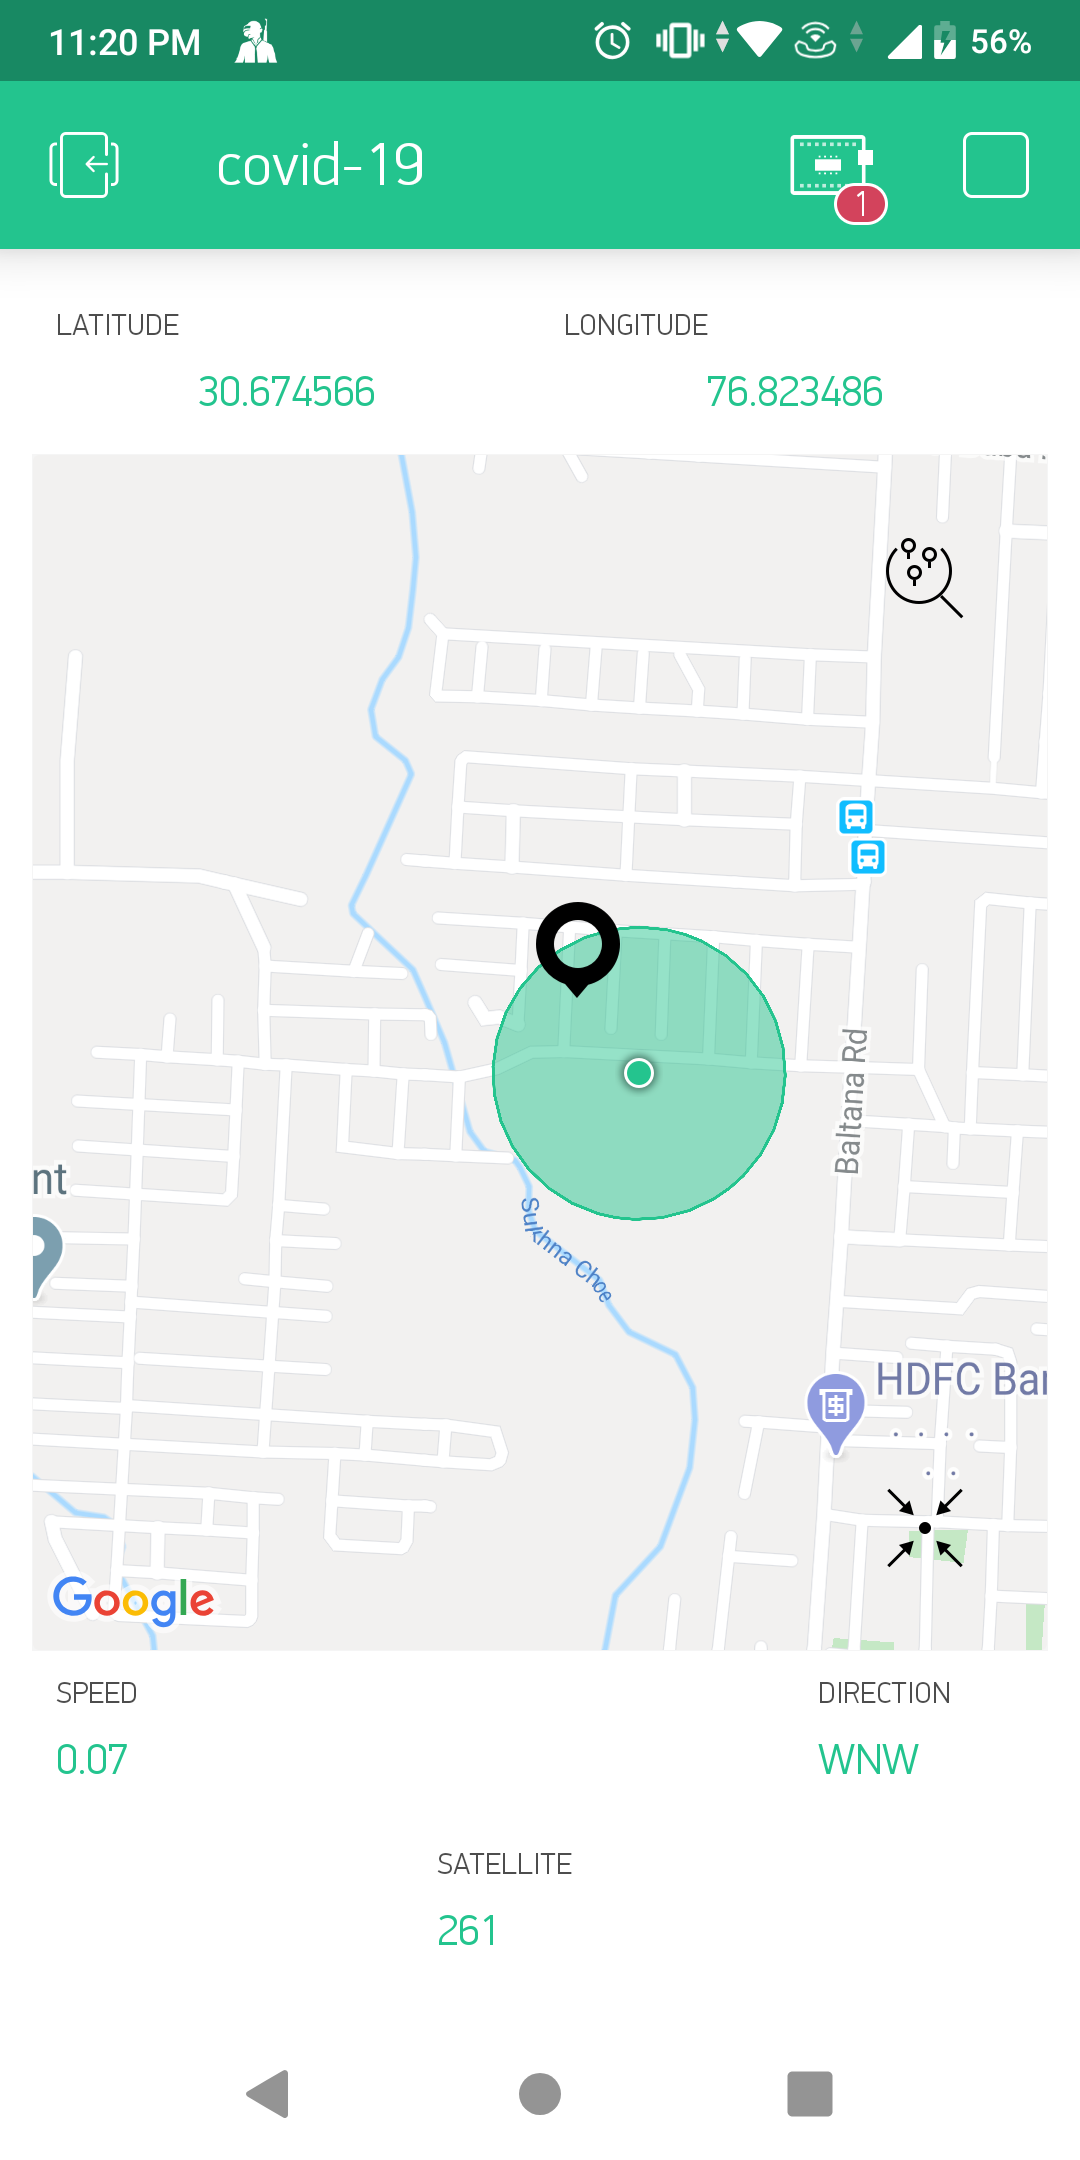 11:20 PM
56%
covid-19
1
LATITUDE
LONGITUDE
30.674566
76.823486
Baltana Rd
nt
Sukhna Choe
HDFC Ba
Google
SPEED
DIRECTION
0.07
WNW
SATELLITE
261